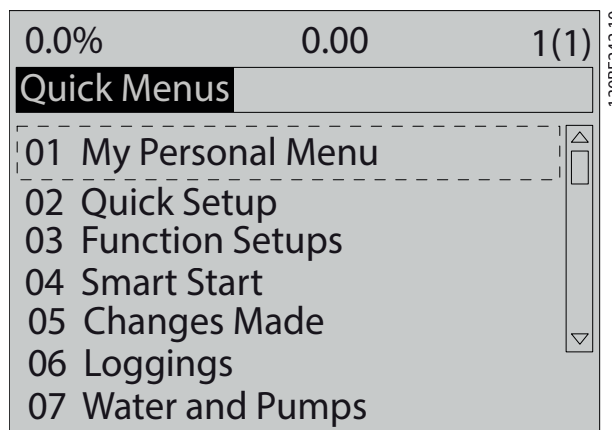 0.0% 0.00 1(1)
Quick Menus
01 My Personal Menu
02 Quick Setup
03 Function Setups
04 Smart Start
05 Changes Made
06 Loggings
07 Water and Pumps